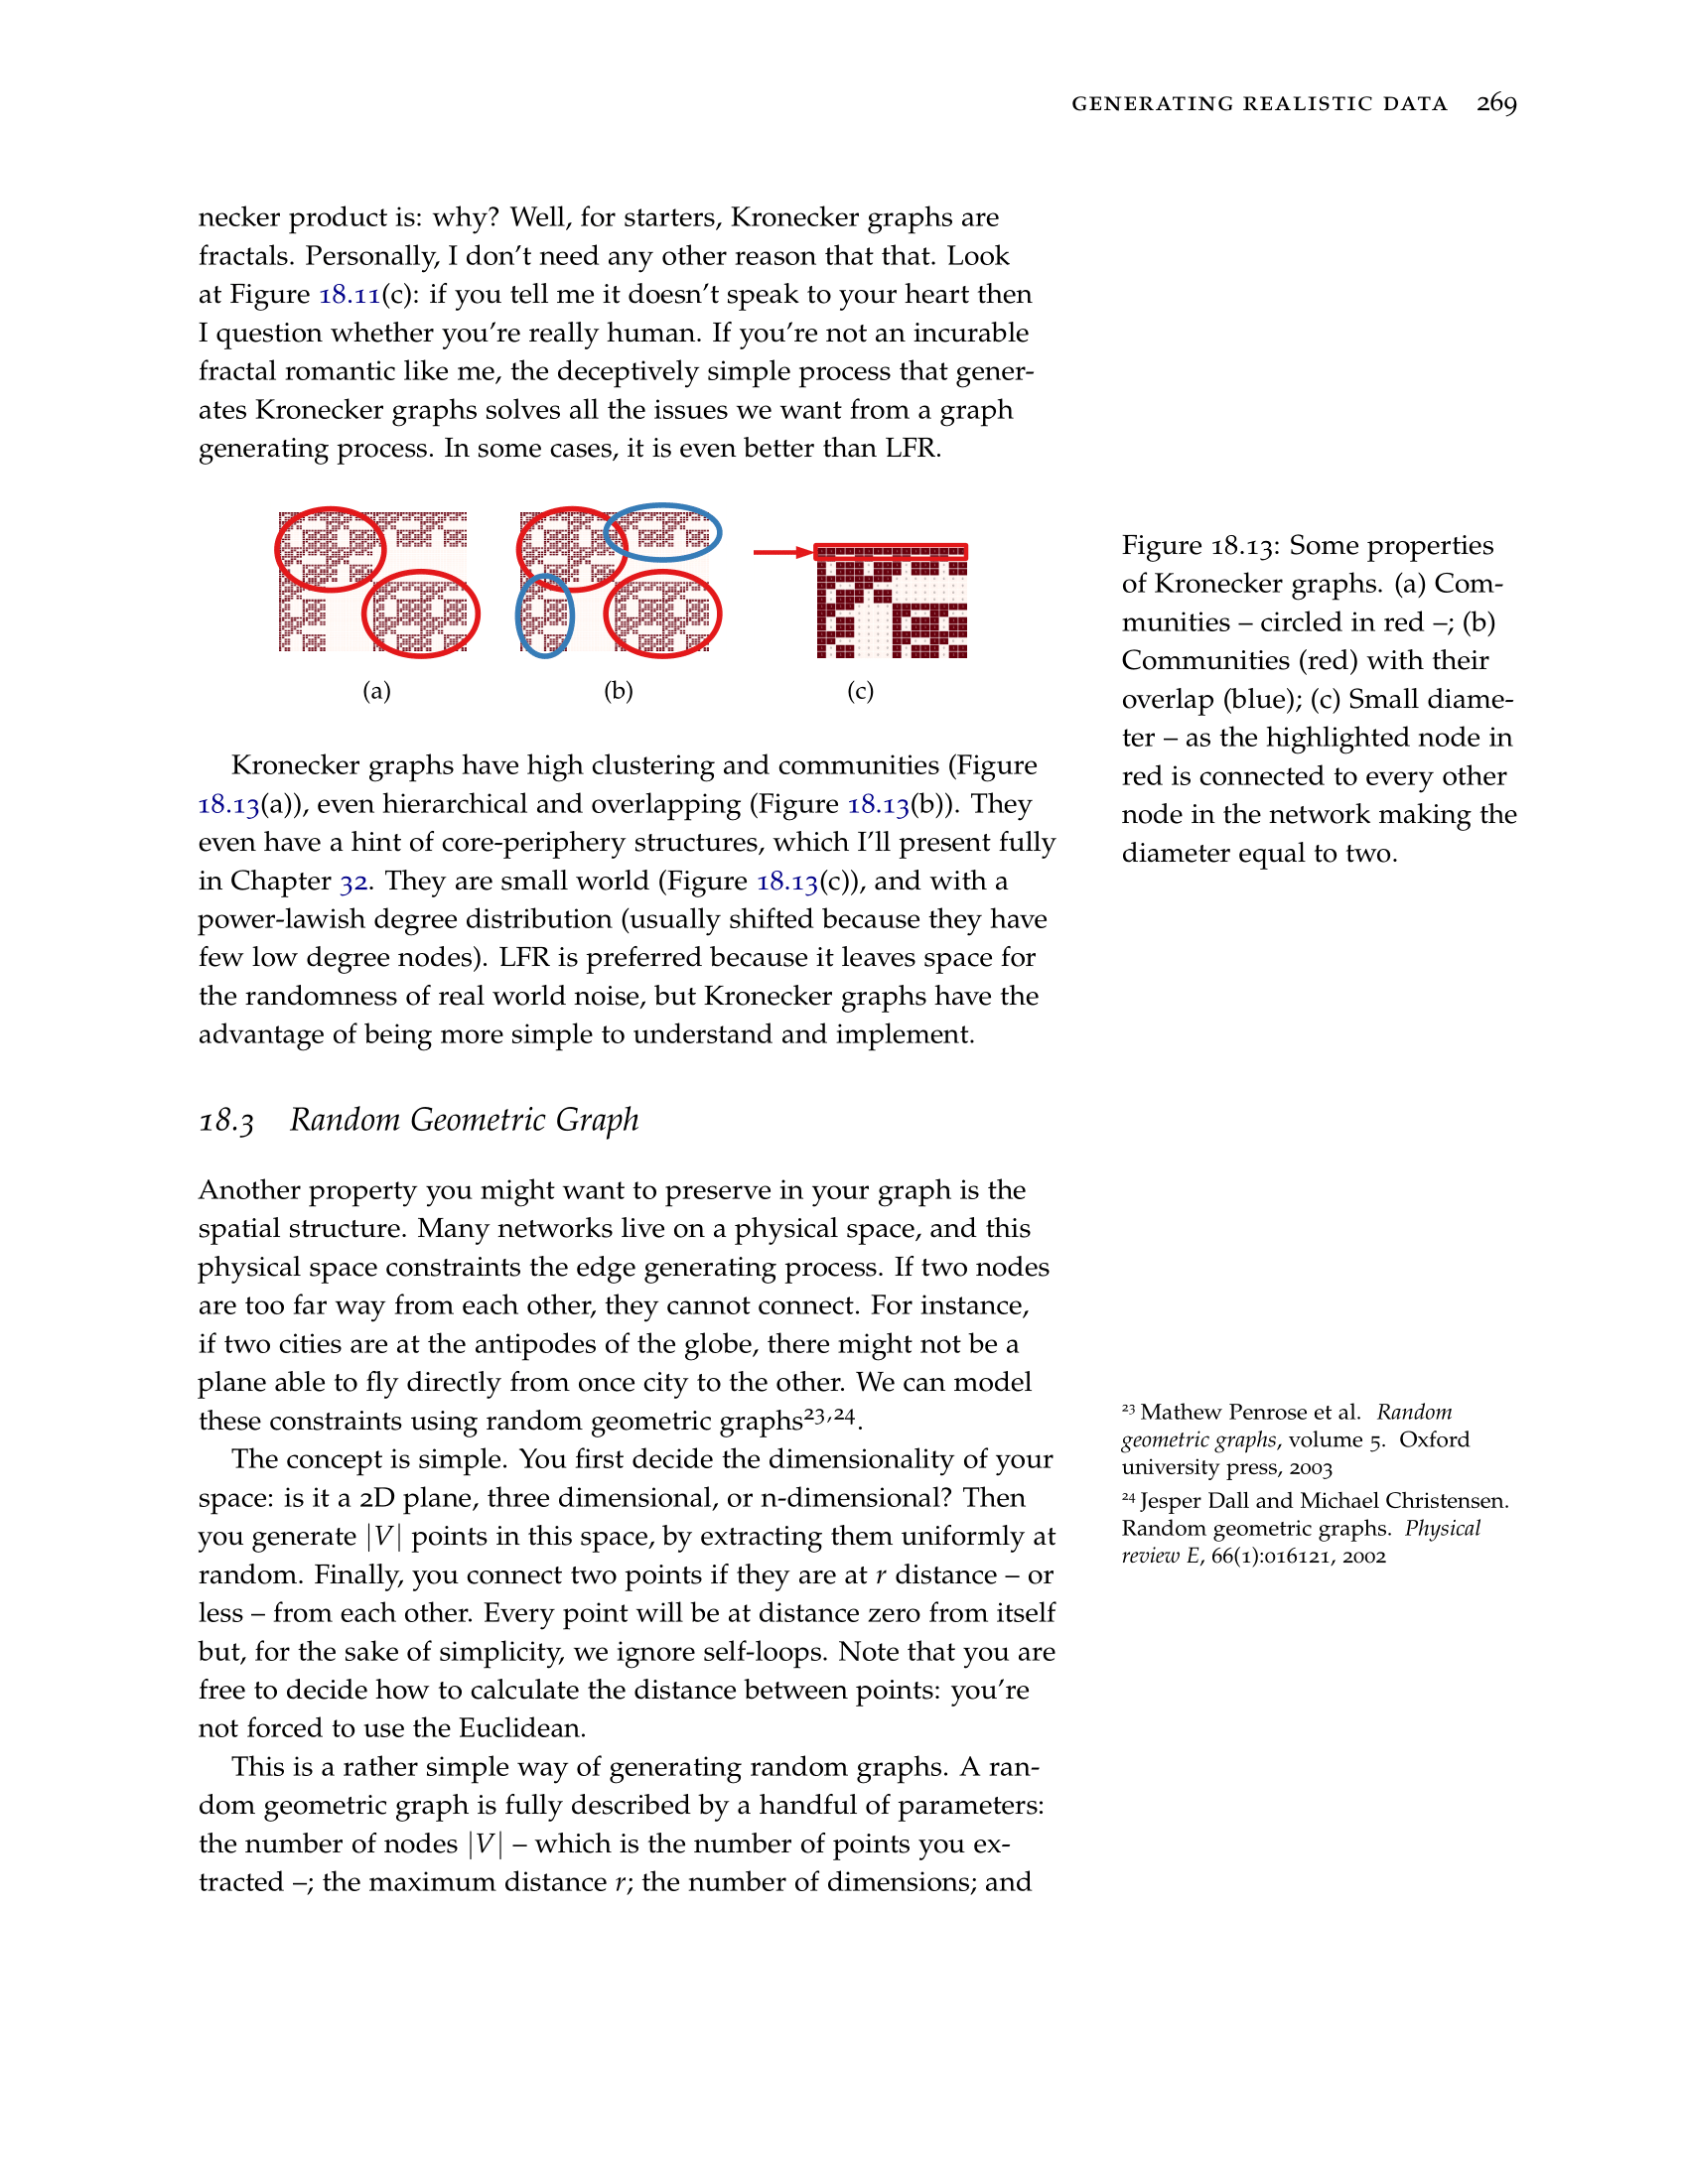 GENERATING REALISTIC DATA 269
necker product is: why? Well, for starters, Kronecker graphs are
fractals. Personally, I don't need any other reason that that. Look
at Figure 18.11(c): if you tell me it doesn't speak to your heart then
I question whether you're really human. If you're not an incurable
fractal romantic like me, the deceptively simple process that gener-
ates Kronecker graphs solves all the issues we want from a graph
generating process. In some cases, it is even better than LFR.
(a)
(b)
(c)
Figure 18.13: Some properties
of Kronecker graphs. (a) Com-
munities – circled in red –; (b)
Communities (red) with their
overlap (blue); (c) Small diame-
ter – as the highlighted node in
red is connected to every other
node in the network making the
diameter equal to two.
Kronecker graphs have high clustering and communities (Figure
18.13(a)), even hierarchical and overlapping (Figure 18.13(b)). They
even have a hint of core-periphery structures, which I'll present fully
in Chapter 32. They are small world (Figure 18.13(c)), and with a
power-lawish degree distribution (usually shifted because they have
few low degree nodes). LFR is preferred because it leaves space for
the randomness of real world noise, but Kronecker graphs have the
advantage of being more simple to understand and implement.
18.3 Random Geometric Graph
Another property you might want to preserve in your graph is the
spatial structure. Many networks live on a physical space, and this
physical space constraints the edge generating process. If two nodes
are too far way from each other, they cannot connect. For instance,
if two cities are at the antipodes of the globe, there might not be a
plane able to fly directly from once city to the other. We can model
these constraints using random geometric graphs23,24.
The concept is simple. You first decide the dimensionality of your
space: is it a 2D plane, three dimensional, or n-dimensional? Then
you generate |V| points in this space, by extracting them uniformly at
random. Finally, you connect two points if they are at r distance – or
less – from each other. Every point will be at distance zero from itself
but, for the sake of simplicity, we ignore self-loops. Note that you are
free to decide how to calculate the distance between points: you're
not forced to use the Euclidean.
This is a rather simple way of generating random graphs. A ran-
dom geometric graph is fully described by a handful of parameters:
the number of nodes |V| – which is the number of points you ex-
tracted –; the maximum distance r; the number of dimensions; and
23 Mathew Penrose et al. Random
geometric graphs, volume 5. Oxford
university press, 2003
24 Jesper Dall and Michael Christensen.
Random geometric graphs. Physical
review E, 66(1):016121, 2002